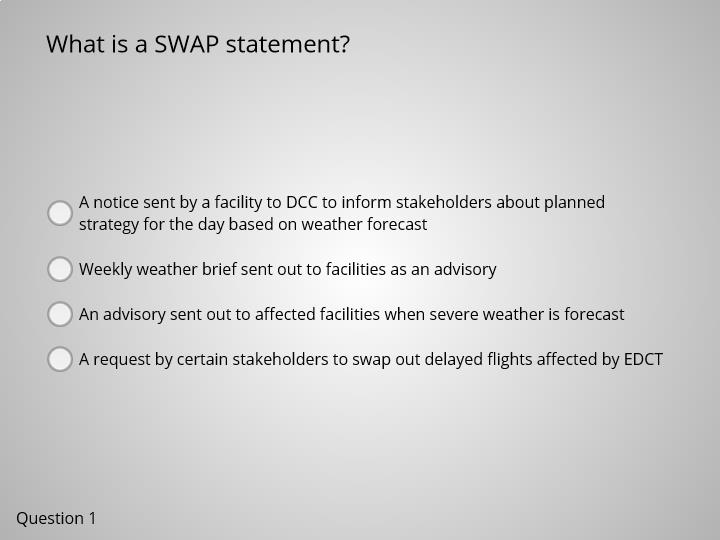 What is a SWAP statement?
A notice sent by a facility to DCC to inform stakeholders about planned
strategy for the day based on weather forecast
Weekly weather brief sent out to facilities as an advisory
An advisory sent out to affected facilities when severe weather is forecast
A request by certain stakeholders to swap out delayed flights affected by EDCT
Question 1